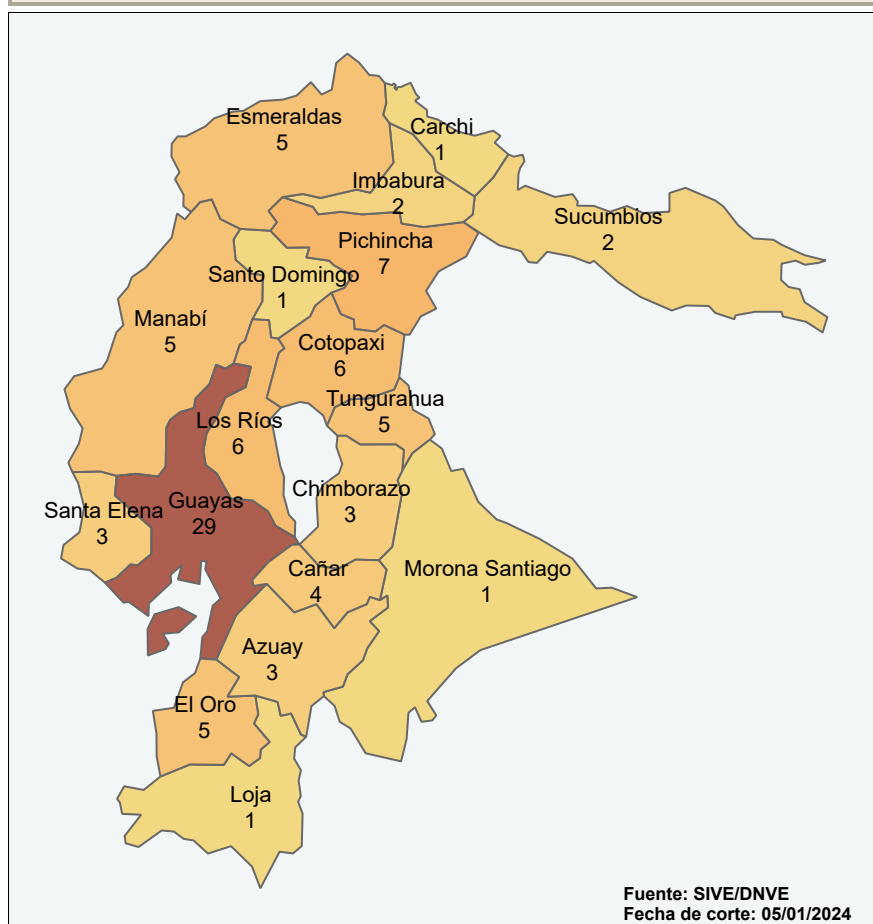 Esmeraldas
5
Carchi
1
Imbabura
2
Sucumbios
2
Pichincha
7
Santo Domingo
1
Manabí
5
Cotopaxi
6
Tungurahua
5
Los Ríos
6
Chimborazo
3
Guayas
29
Santa Elena
3
Cañar
4
Morona Santiago
1
Azuay
3
El Oro
5
Loja
1
Fuente: SIVE/DNVE
Fecha de corte: 05/01/2024